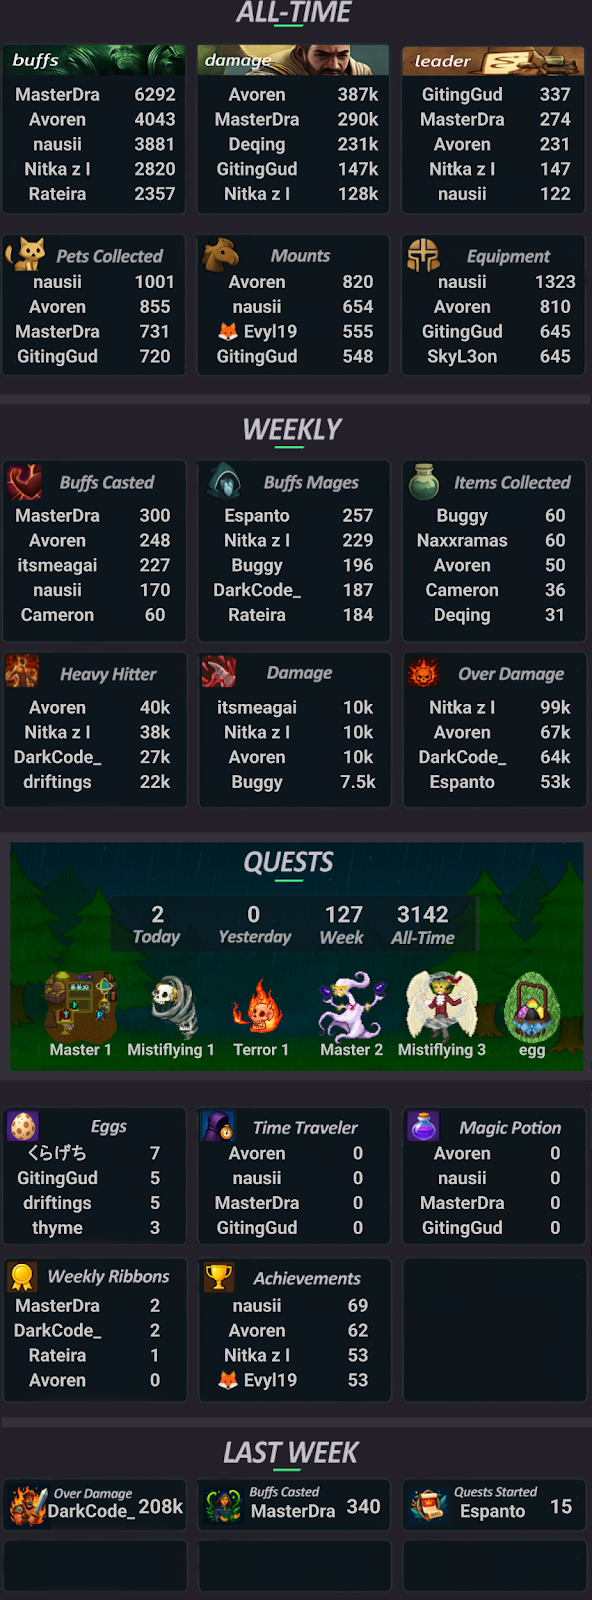 ALL-TIME
buffs
MasterDra 6292
Avoren 4043
nausii 3881
Nitka z l 2820
Rateira 2357
damage
Avoren 387k
MasterDra 290k
Deqing 231k
GitingGud 147k
Nitka z l 128k
leader
GitingGud 337
MasterDra 274
Avoren 231
Nitka z l 147
nausii 122
Pets Collected
nausii 1001
Avoren 855
MasterDra 731
GitingGud 720
Mounts
Avoren 820
nausii 654
🦊 Evyl19 555
GitingGud 548
Equipment
nausii 1323
Avoren 810
GitingGud 645
SkyL3on 645
WEEKLY
Buffs Casted
MasterDra 300
Avoren 248
itsmeagai 227
nausii 170
Cameron 60
Buffs Mages
Espanto 257
Nitka z l 229
Buggy 196
DarkCode_ 187
Rateira 184
Items Collected
Buggy 60
Naxxramas 60
Avoren 50
Cameron 36
Deqing 31
Heavy Hitter
Avoren 40k
Nitka z l 38k
DarkCode_ 27k
driftings 22k
Damage
itsmeagai 10k
Nitka z l 10k
Avoren 10k
Buggy 7.5k
Over Damage
Nitka z l 99k
Avoren 67k
DarkCode_ 64k
Espanto 53k
QUESTS
2 0 127 3142
Today Yesterday Week All-Time
Master 1 Mistiflying 1 Terror 1 Master 2 Mistiflying 3 egg
Eggs
くらげち 7
GitingGud 5
driftings 5
thyme 3
Time Traveler
Avoren 0
nausii 0
MasterDra 0
GitingGud 0
Magic Potion
Avoren 0
nausii 0
MasterDra 0
GitingGud 0
Weekly Ribbons
MasterDra 2
DarkCode_ 2
Rateira 1
Avoren 0
Achievements
nausii 69
Avoren 62
Nitka z l 53
🦊 Evyl19 53
LAST WEEK
Over Damage
DarkCode_ 208k
Buffs Casted
MasterDra 340
Quests Started
Espanto 15